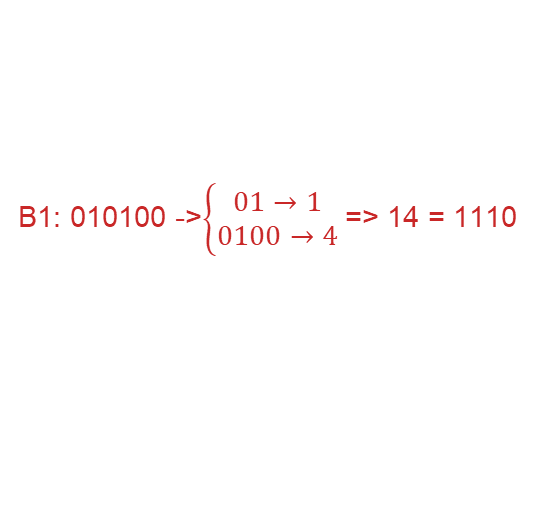 B1: 010100 -> { 01 → 1
0100 → 4 => 14 = 1110